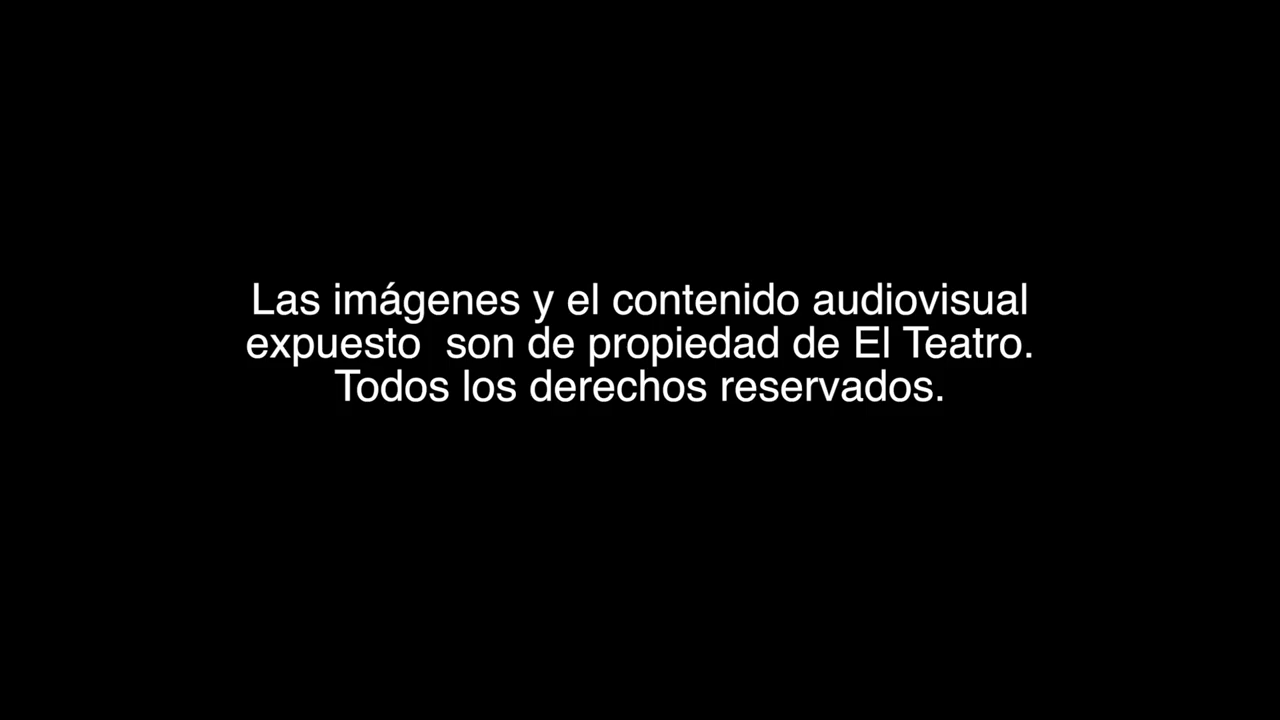 Las imágenes y el contenido audiovisual
expuesto  son de propiedad de El Teatro.
Todos los derechos reservados.